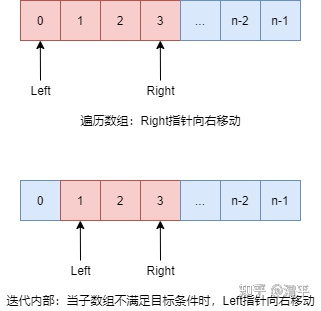 0 1 2 3 ... n-2 n-1
Left Right
遍历数组：Right指针向右移动
0 1 2 3 ... n-2 n-1
Left Right
迭代内部：当子数组不满足目标条件时，Left指针向右移动
知乎